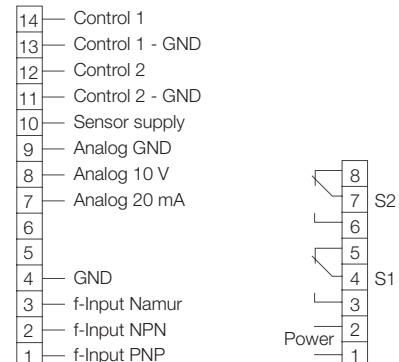 14 Control 1
13 Control 1 - GND
12 Control 2
11 Control 2 - GND
10 Sensor supply
9 Analog GND
8 Analog 10 V
7 Analog 20 mA
6
5
4 GND
3 f-Input Namur
2 f-Input NPN
1 f-Input PNP
8
7 S2
6
5
4 S1
3
Power 2
1